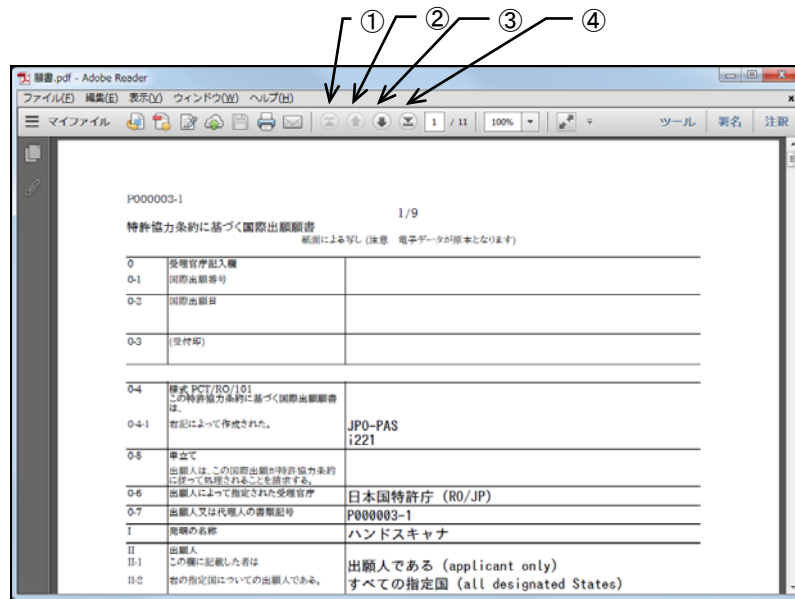 ① ② ③ ④
願書.pdf - Adobe Reader
ファイル(F) 編集(E) 表示(V) ウィンドウ(W) ヘルプ(H)
マイファイル 1 / 11 100% ツール 署名 注釈
P000003-1
1/9
特許協力条約に基づく国際出願願書
紙面による写し(注意 電子データが原本となります)
0 受理官庁記入欄
0-1 国際出願番号
0-2 国際出願日
0-3 (受付印)
0-4 様式 PCT/RO/101
この特許協力条約に基づく国際出願願書
は、
0-4-1 右記によって作成された。 JPO-PAS
i221
0-5 申立て
出願人は、この国際出願が特許協力条約
に従って処理されることを請求する。
0-6 出願人によって指定された受理官庁 日本国特許庁 (RO/JP)
0-7 出願人又は代理人の書類記号 P000003-1
I 発明の名称 ハンドスキャナ
II 出願人
II-1 この欄に記載した者は 出願人である (applicant only)
II-2 右の指定国についての出願人である。 すべての指定国 (all designated States)